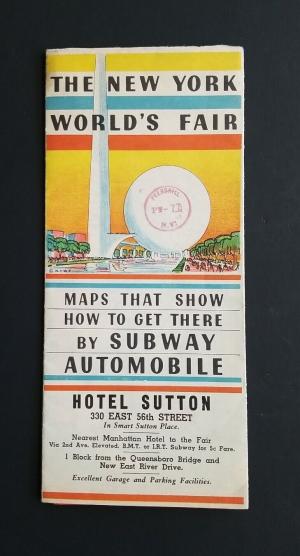 THE NEW YORK
WORLD'S FAIR
PEEKSKILL
N.Y.
MAPS THAT SHOW
HOW TO GET THERE
BY SUBWAY
AUTOMOBILE
HOTEL SUTTON
330 EAST 56th STREET
In Smart Sutton Place.
Nearest Manhattan Hotel to the Fair
Via 2nd Ave. Elevated, B.M.T. or I.R.T. Subway for 5c Fare.
1 Block from the Queensboro Bridge and
New East River Drive.
Excellent Garage and Parking Facilities.